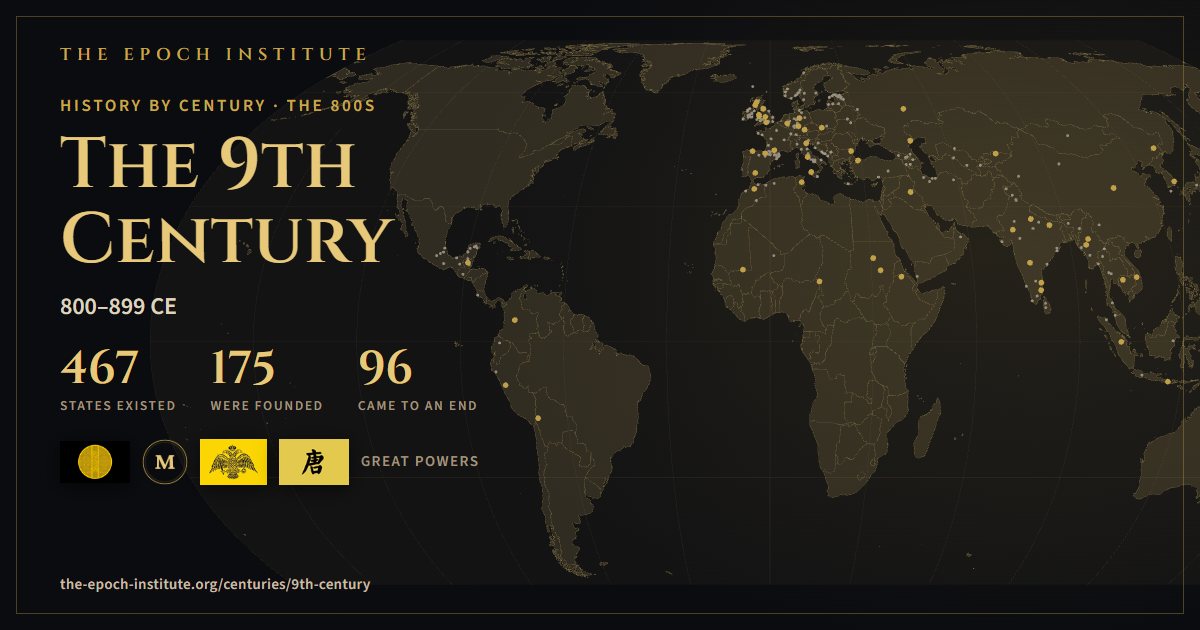 THE EPOCH INSTITUTE
HISTORY BY CENTURY · THE 800S
THE 9TH
CENTURY
800–899 CE
467 175 96
STATES EXISTED · WERE FOUNDED CAME TO AN END
M 唐 GREAT POWERS
the-epoch-institute.org/centuries/9th-century